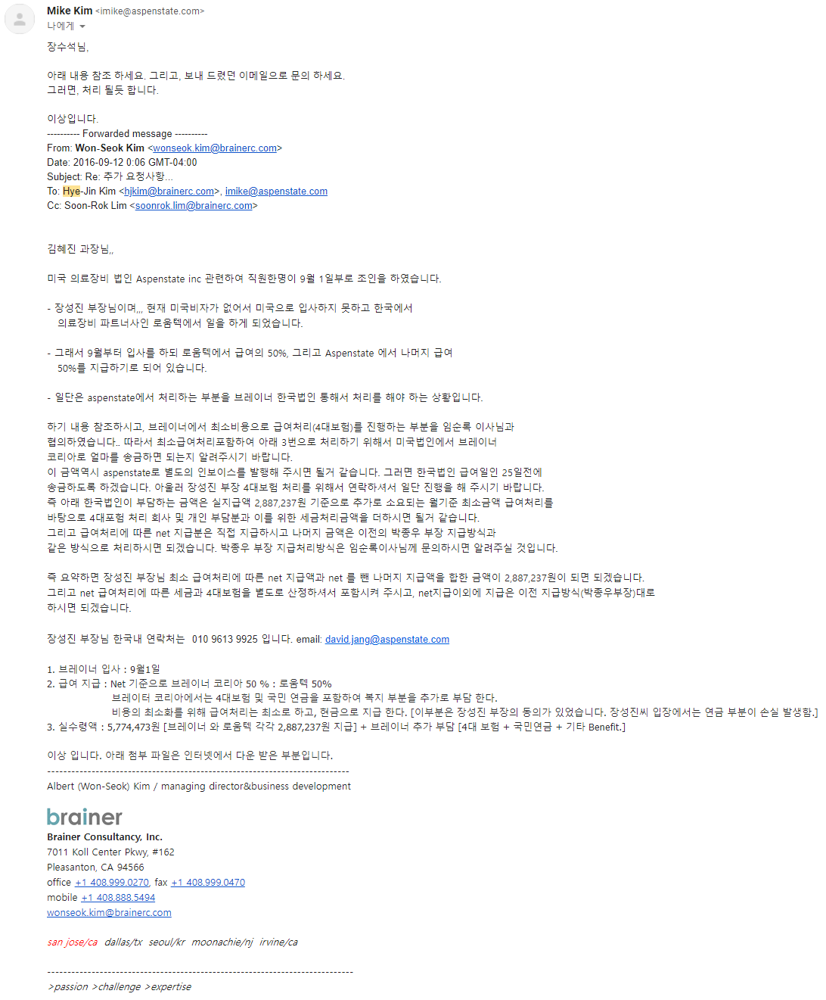 Mike Kim <imike@aspenstate.com>
나에게
장수석님,
아래 내용 참조 하세요. 그리고, 보내 드렸던 이메일으로 문의 하세요.
그러면, 처리 될듯 합니다.
이상입니다.
---------- Forwarded message ----------
From: Won-Seok Kim <wonseok.kim@brainerc.com>
Date: 2016-09-12 0:06 GMT-04:00
Subject: Re: 추가 요청사항...
To: Hye-Jin Kim <hjkim@brainerc.com>, imike@aspenstate.com
Cc: Soon-Rok Lim <soonrok.lim@brainerc.com>
김혜진 과장님,,
미국 의료장비 법인 Aspenstate inc 관련하여 직원한명이 9월 1일부로 조인을 하였습니다.
- 장성진 부장님이며,,, 현재 미국비자가 없어서 미국으로 입사하지 못하고 한국에서
의료장비 파트너사인 로움텍에서 일을 하게 되었습니다.
- 그래서 9월부터 입사를 하되 로움텍에서 급여의 50%, 그리고 Aspenstate 에서 나머지 급여
50%를 지급하기로 되어 있습니다.
- 일단은 aspenstate에서 처리하는 부분을 브레이너 한국법인 통해서 처리를 해야 하는 상황입니다.
하기 내용 참조하시고, 브레이너에서 최소비용으로 급여처리(4대보험)를 진행하는 부분을 임순록 이사님과
협의하였습니다.. 따라서 최소급여처리포함하여 아래 3번으로 처리하기 위해서 미국법인에서 브레이너
코리아로 얼마를 송금하면 되는지 알려주시기 바랍니다.
이 금액역시 aspenstate로 별도의 인보이스를 발행해 주시면 될거 같습니다. 그러면 한국법인 급여일인 25일전에
송금하도록 하겠습니다. 아울러 장성진 부장 4대보험 처리를 위해서 연락하셔서 일단 진행을 해 주시기 바랍니다.
즉 아래 한국법인이 부담하는 금액은 실지급액 2,887,237원 기준으로 추가로 소요되는 월기준 최소금액 급여처리를
바탕으로 4대포험 처리 회사 및 개인 부담분과 이를 위한 세금처리금액을 더하시면 될거 같습니다.
그리고 급여처리에 따른 net 지급분은 직접 지급하시고 나머지 금액은 이전의 박종우 부장 지급방식과
같은 방식으로 처리하시면 되겠습니다. 박종우 부장 지급처리방식은 임순록이사님께 문의하시면 알려주실 것입니다.
즉 요약하면 장성진 부장님 최소 급여처리에 따른 net 지급액과 net 를 뺀 나머지 지급액을 합한 금액이 2,887,237원이 되면 되겠습니다.
그리고 net 급여처리에 따른 세금과 4대보험을 별도로 산정하셔서 포함시켜 주시고, net지급이외에 지급은 이전 지급방식(박종우부장)대로
하시면 되겠습니다.
장성진 부장님 한국내 연락처는 010 9613 9925 입니다. email: david.jang@aspenstate.com
1. 브레이너 입사 : 9월1일
2. 급여 지급 : Net 기준으로 브레이너 코리아 50 % : 로움텍 50%
브레이터 코리아에서는 4대보험 및 국민 연금을 포함하여 복지 부분을 추가로 부담 한다.
비용의 최소화를 위해 급여처리는 최소로 하고, 현금으로 지급 한다. [이부분은 장성진 부장의 동의가 있었습니다. 장성진씨 입장에서는 연금 부분이 손실 발생함.]
3. 실수령액 : 5,774,473원 [브레이너 와 로움텍 각각 2,887,237원 지급] + 브레이너 추가 부담 [4대 보험 + 국민연금 + 기타 Benefit.]
이상 입니다. 아래 첨부 파일은 인터넷에서 다운 받은 부분입니다.
---------------------------------------------------------------------------
Albert (Won-Seok) Kim / managing director&business development
brainer
Brainer Consultancy, Inc.
7011 Koll Center Pkwy, #162
Pleasanton, CA 94566
office +1 408.999.0270, fax +1 408.999.0470
mobile +1 408.888.5494
wonseok.kim@brainerc.com
san jose/ca dallas/tx seoul/kr moonachie/nj irvine/ca
----------------------------------------------------------------------------
>passion >challenge >expertise